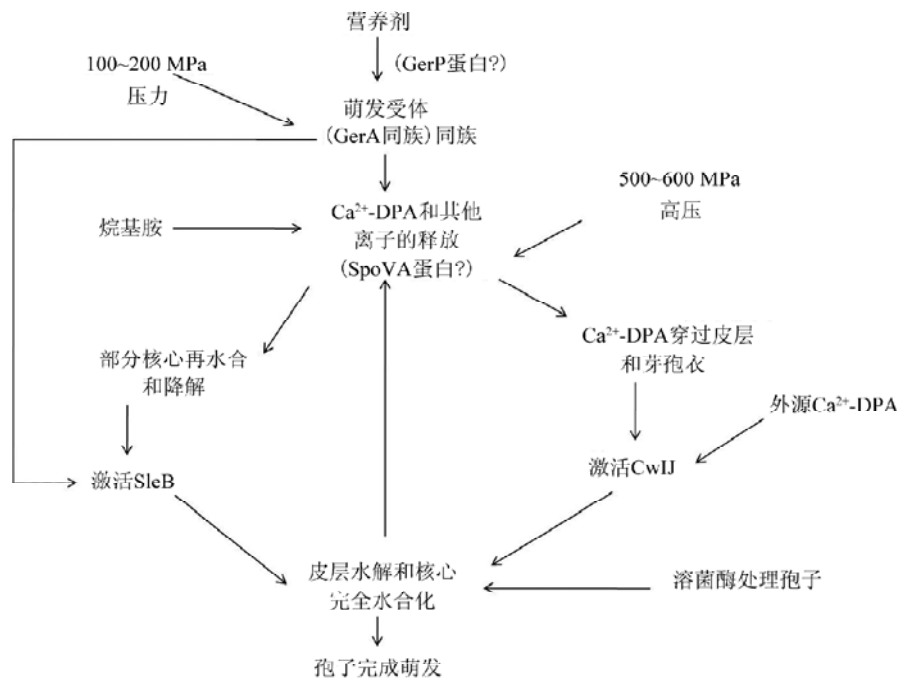 营养剂
(GerP蛋白?)
100~200 MPa
压力
萌发受体
(GerA同族)同族
500~600 MPa
高压
烷基胺
Ca²⁺-DPA和其他
离子的释放
(SpoVA蛋白?)
Ca²⁺-DPA穿过皮层
和芽孢衣
部分核心再水合
和降解
外源Ca²⁺-DPA
激活SleB
激活CwlJ
皮层水解和核心
完全水合化
溶菌酶处理孢子
孢了完成萌发